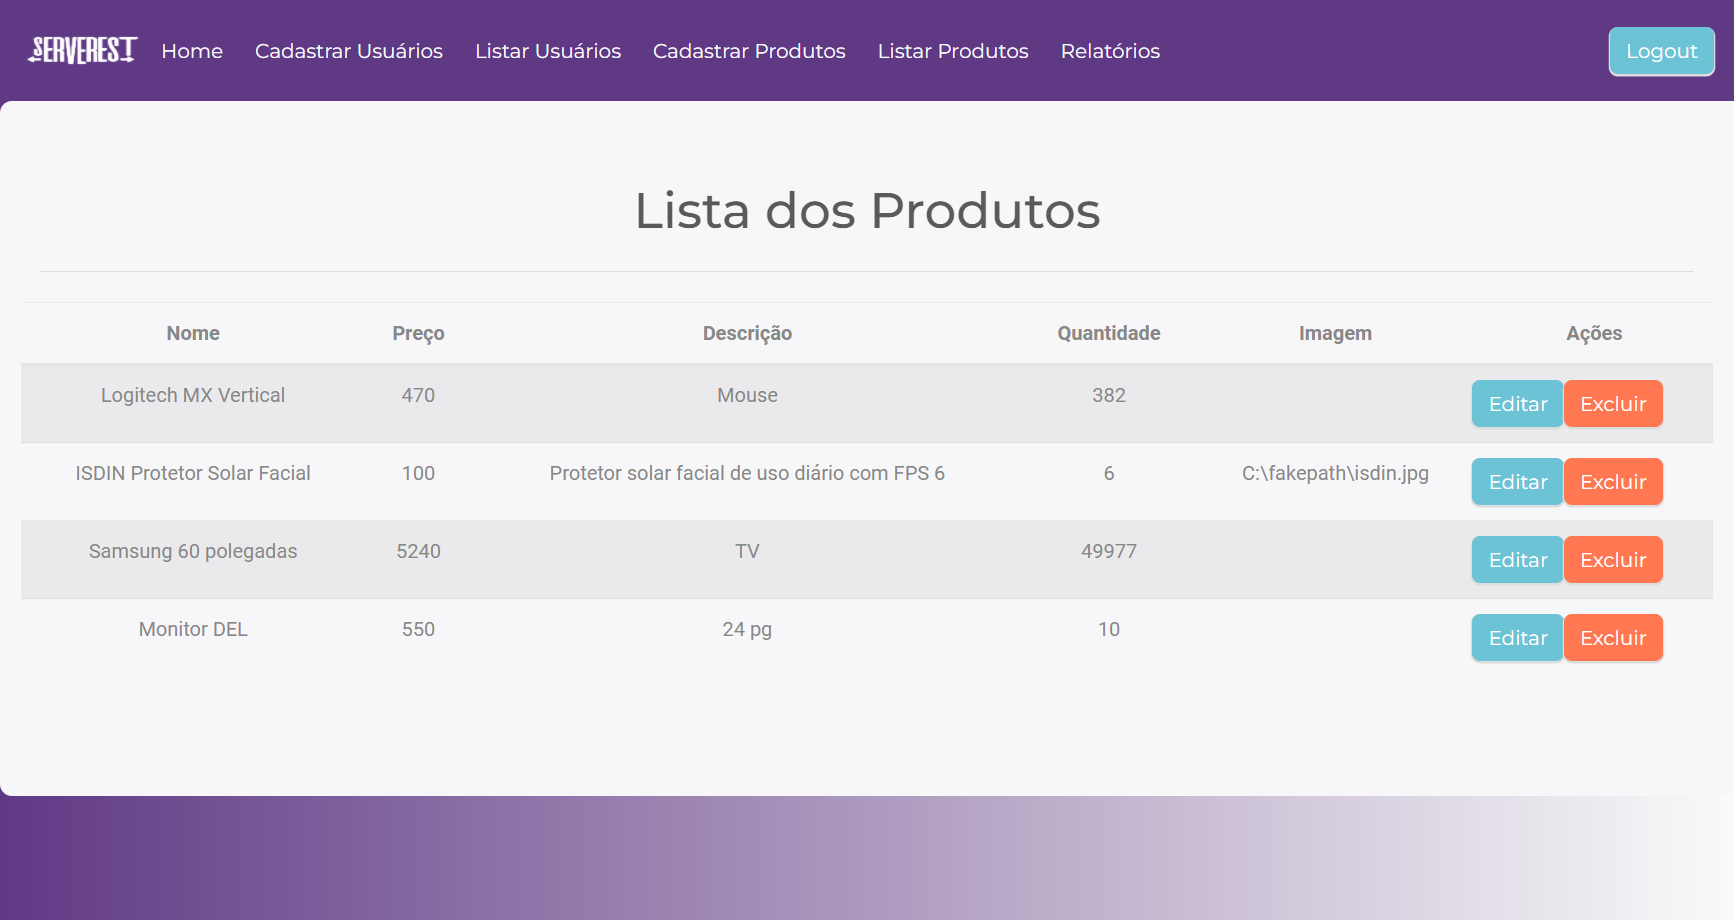 SERVEREST Home Cadastrar Usuários Listar Usuários Cadastrar Produtos Listar Produtos Relatórios Logout
Lista dos Produtos
Nome Preço Descrição Quantidade Imagem Ações
Logitech MX Vertical 470 Mouse 382 Editar Excluir
ISDIN Protetor Solar Facial 100 Protetor solar facial de uso diário com FPS 6 6 C:\fakepath\isdin.jpg Editar Excluir
Samsung 60 polegadas 5240 TV 49977 Editar Excluir
Monitor DEL 550 24 pg 10 Editar Excluir